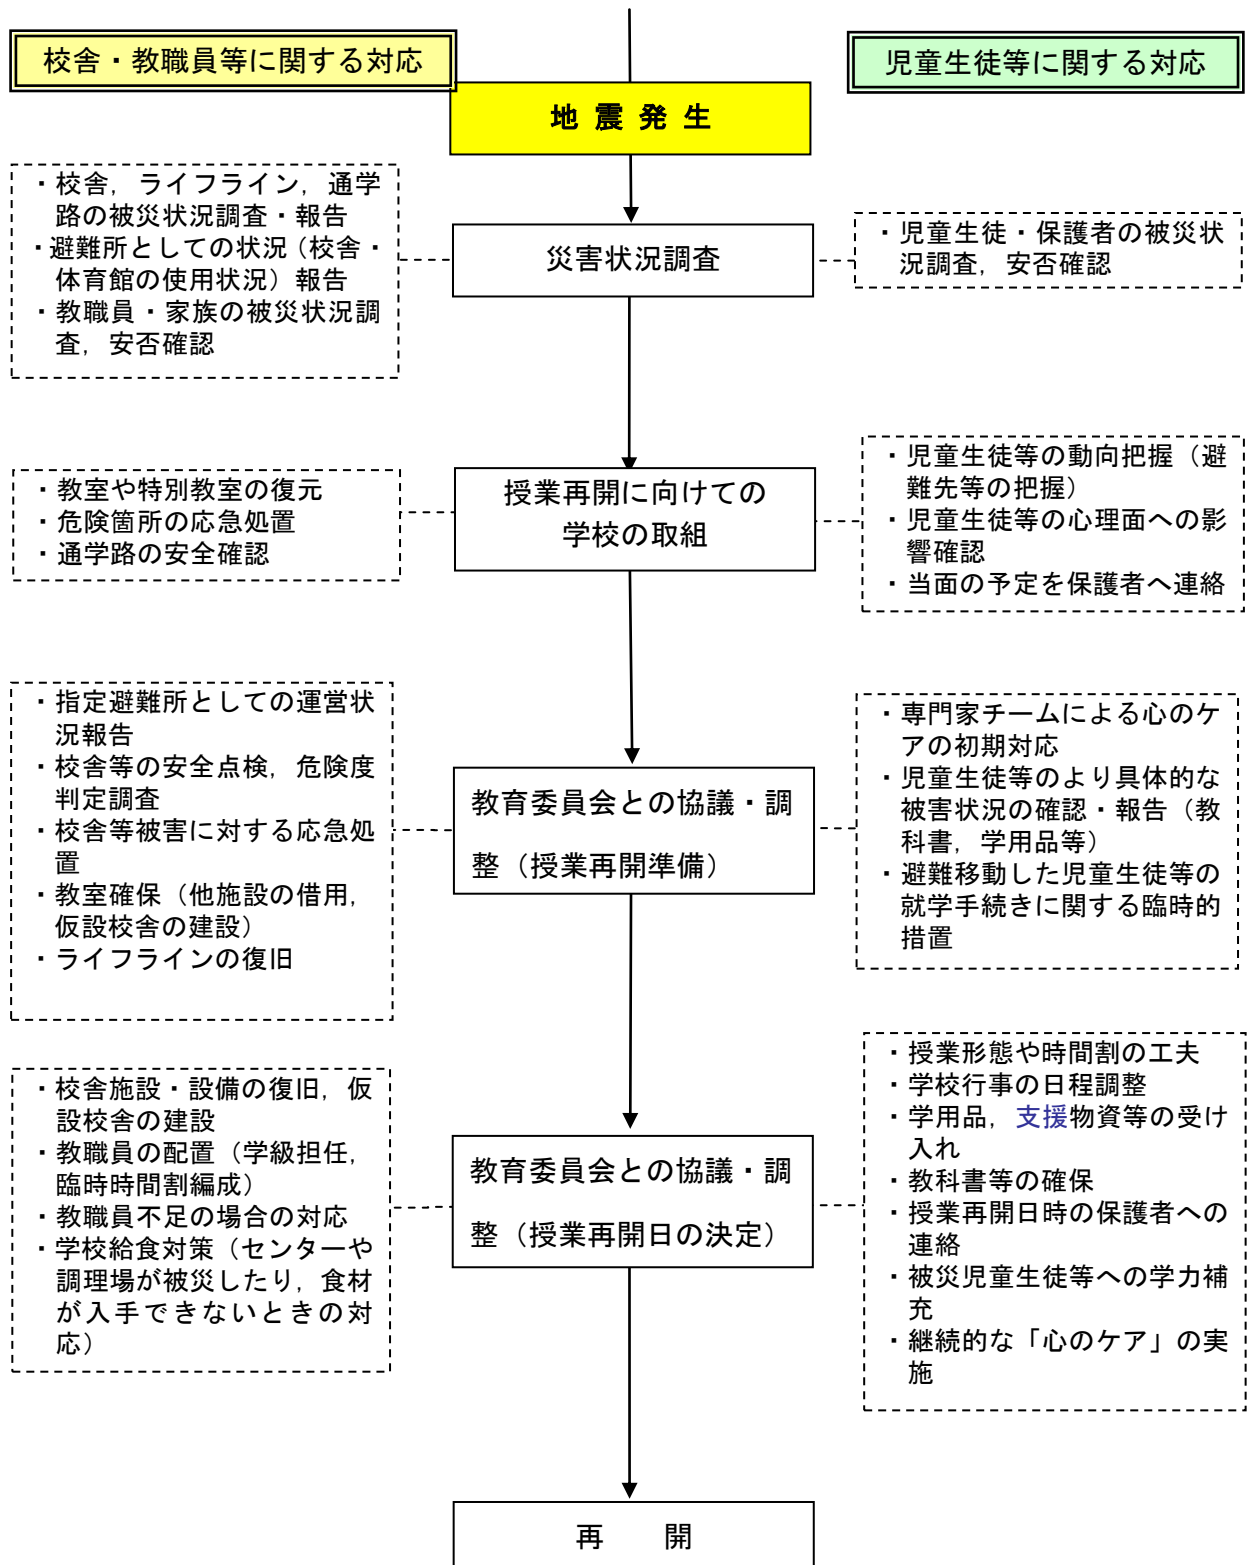 校舎・教職員等に関する対応
児童生徒等に関する対応
地 震 発 生
・校舎，ライフライン，通学
路の被災状況調査・報告
・避難所としての状況（校舎・
体育館の使用状況）報告
・教職員・家族の被災状況調
査，安否確認
災害状況調査
・児童生徒・保護者の被災状
況調査，安否確認
・教室や特別教室の復元
・危険箇所の応急処置
・通学路の安全確認
授業再開に向けての
学校の取組
・児童生徒等の動向把握（避
難先等の把握）
・児童生徒等の心理面への影
響確認
・当面の予定を保護者へ連絡
・指定避難所としての運営状
況報告
・校舎等の安全点検，危険度
判定調査
・校舎等被害に対する応急処
置
・教室確保（他施設の借用，
仮設校舎の建設）
・ライフラインの復旧
教育委員会との協議・調
整（授業再開準備）
・専門家チームによる心のケ
アの初期対応
・児童生徒等のより具体的な
被害状況の確認・報告（教
科書，学用品等）
・避難移動した児童生徒等の
就学手続きに関する臨時的
措置
・校舎施設・設備の復旧，仮
設校舎の建設
・教職員の配置（学級担任，
臨時時間割編成）
・教職員不足の場合の対応
・学校給食対策（センターや
調理場が被災したり，食材
が入手できないときの対
応）
教育委員会との協議・調
整（授業再開日の決定）
・授業形態や時間割の工夫
・学校行事の日程調整
・学用品，支援物資等の受け
入れ
・教科書等の確保
・授業再開日時の保護者への
連絡
・被災児童生徒等への学力補
充
・継続的な「心のケア」の実
施
再　　開